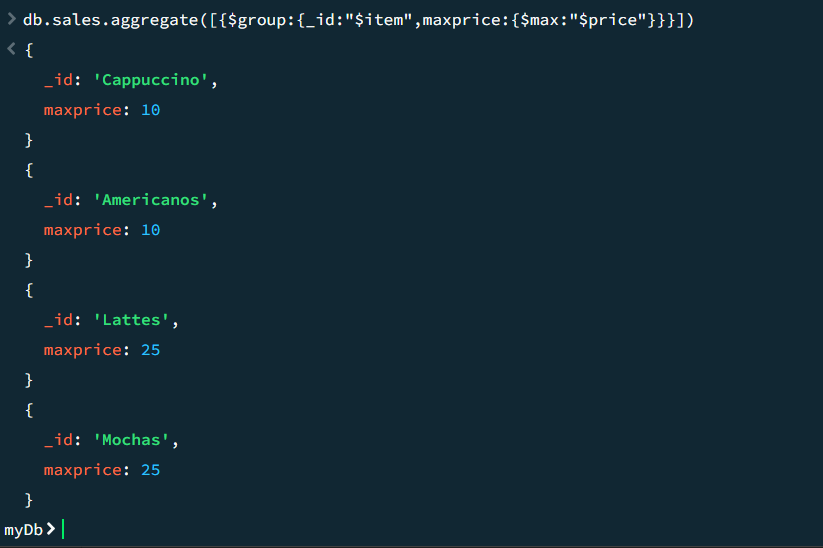 > db.sales.aggregate([{$group:{_id:"$item",maxprice:{$max:"$price"}}}])
< {
_id: 'Cappuccino',
maxprice: 10
}
{
_id: 'Americanos',
maxprice: 10
}
{
_id: 'Lattes',
maxprice: 25
}
{
_id: 'Mochas',
maxprice: 25
}
myDb>